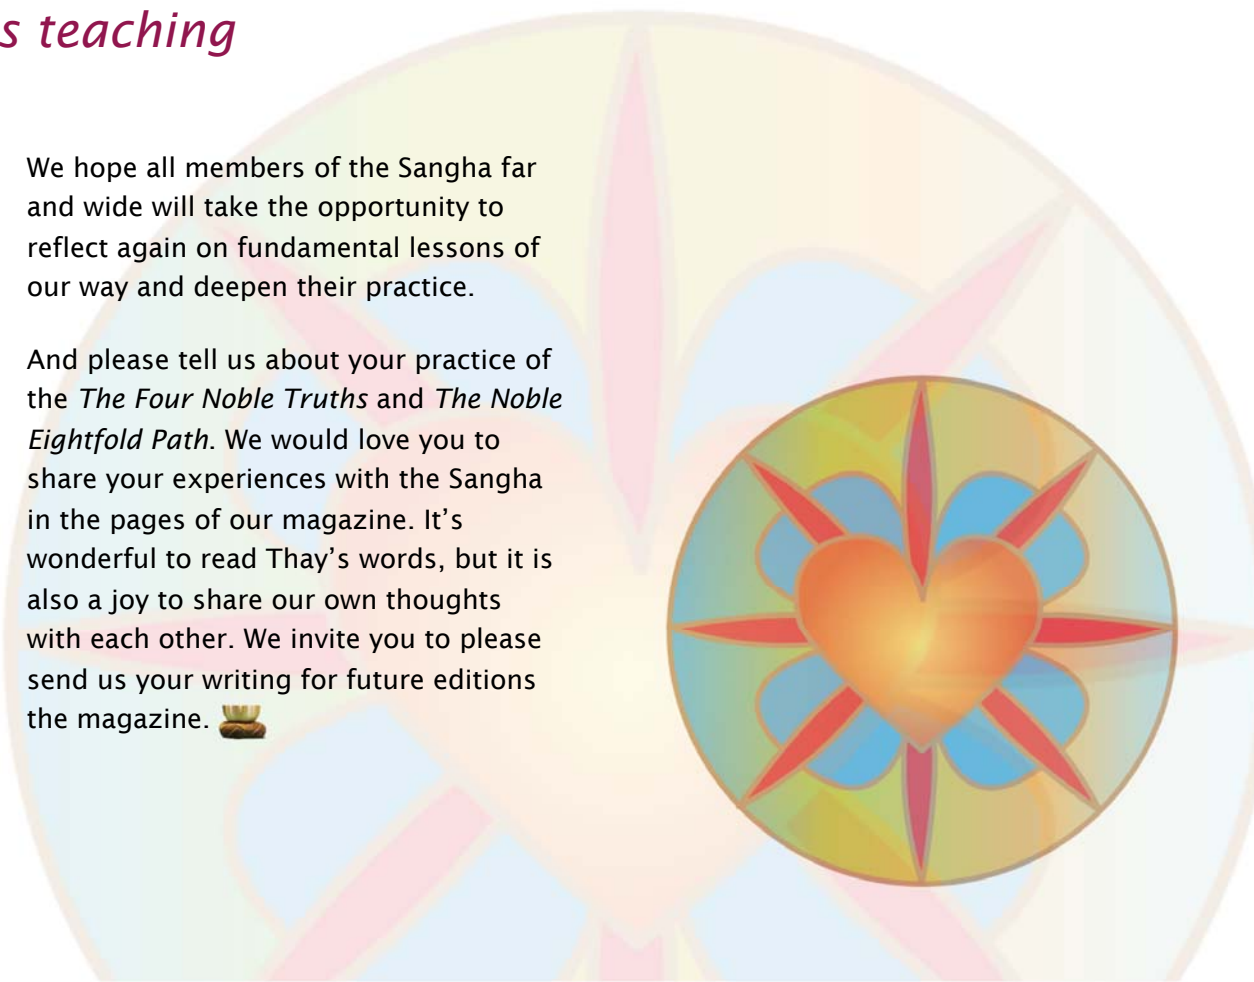 s teaching
We hope all members of the Sangha far
and wide will take the opportunity to
reflect again on fundamental lessons of
our way and deepen their practice.
And please tell us about your practice of
the The Four Noble Truths and The Noble
Eightfold Path. We would love you to
share your experiences with the Sangha
in the pages of our magazine. It’s
wonderful to read Thay’s words, but it is
also a joy to share our own thoughts
with each other. We invite you to please
send us your writing for future editions
the magazine.